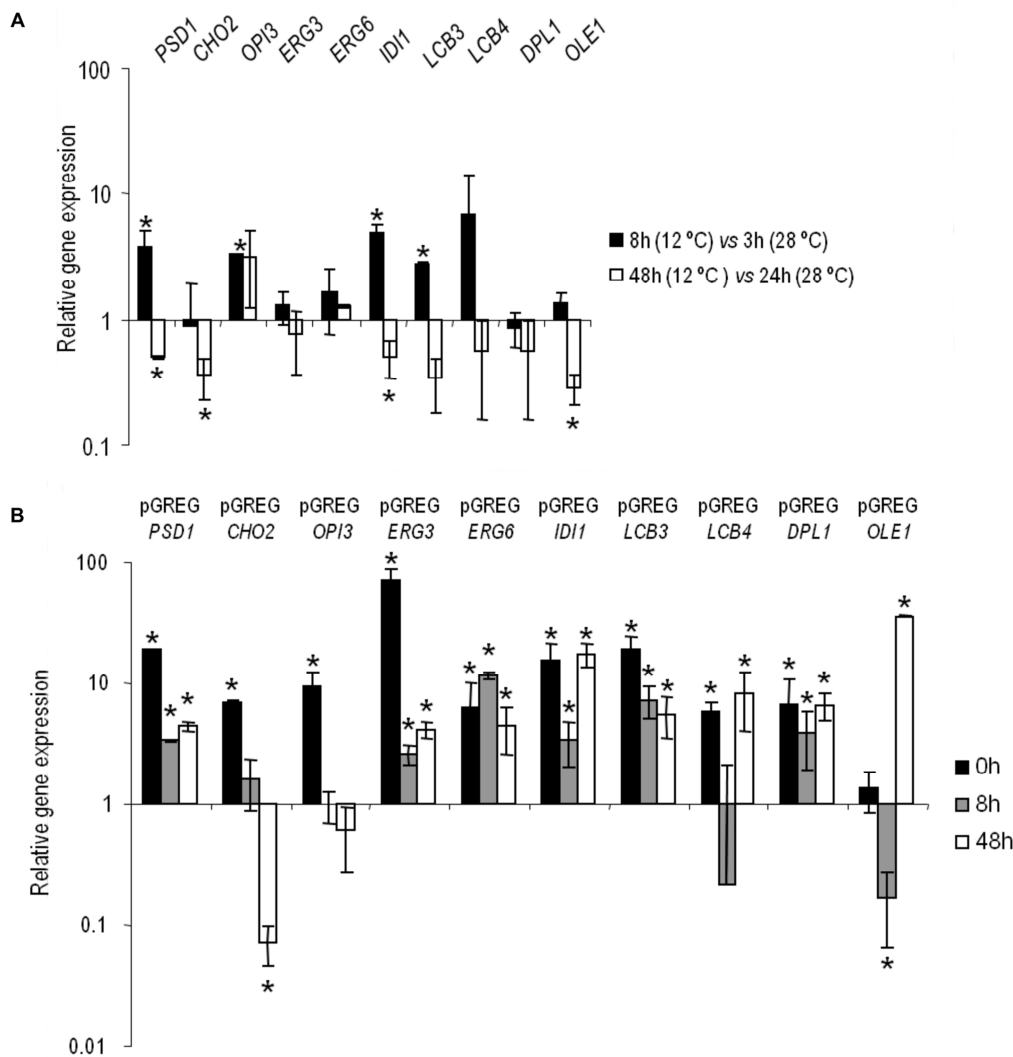 A
PSD1 CHO2 OPI3 ERG3 ERG6 IDI1 LCB3 LCB4 DPL1 OLE1
100
10
1
0.1
Relative gene expression
8h (12 ºC) vs 3h (28 ºC)
48h (12 ºC ) vs 24h (28 ºC)
* * * * * * * *
B
pGREG pGREG pGREG pGREG pGREG pGREG pGREG pGREG pGREG pGREG
PSD1 CHO2 OPI3 ERG3 ERG6 IDI1 LCB3 LCB4 DPL1 OLE1
100
10
1
0.1
0.01
Relative gene expression
0h
8h
48h